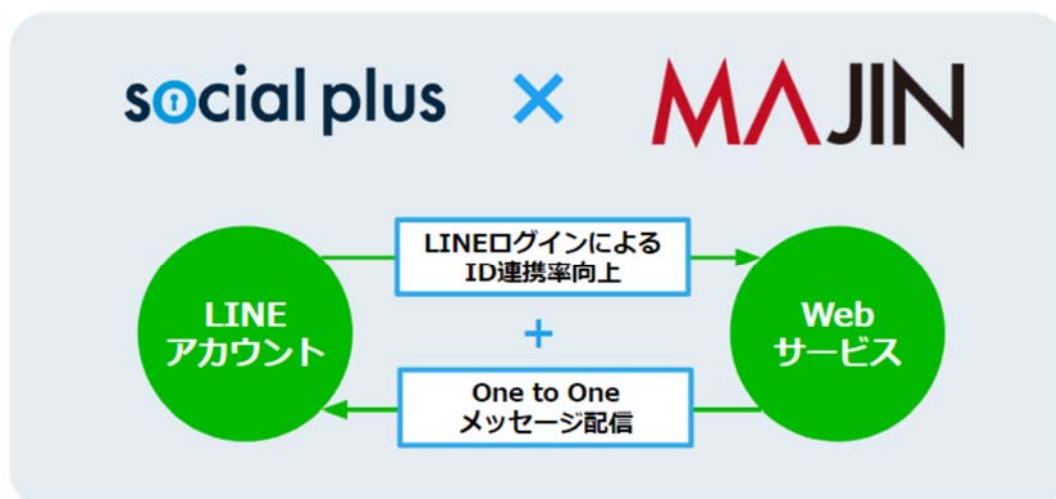 social plus × MAJIN
LINEログインによる
ID連携率向上
LINE
アカウント
+
Web
サービス
One to One
メッセージ配信